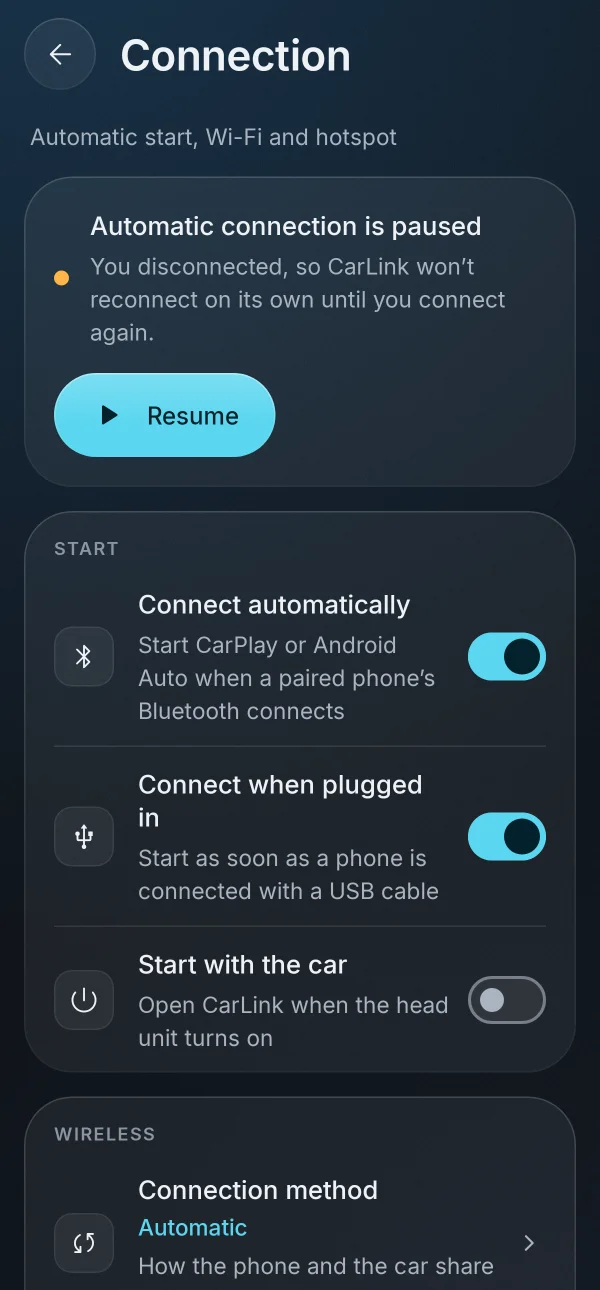 Connection
Automatic start, Wi-Fi and hotspot
Automatic connection is paused
You disconnected, so CarLink won’t
reconnect on its own until you connect
again.
Resume
START
Connect automatically
Start CarPlay or Android
Auto when a paired phone’s
Bluetooth connects
Connect when plugged
in
Start as soon as a phone is
connected with a USB cable
Start with the car
Open CarLink when the head
unit turns on
WIRELESS
Connection method
Automatic
How the phone and the car share